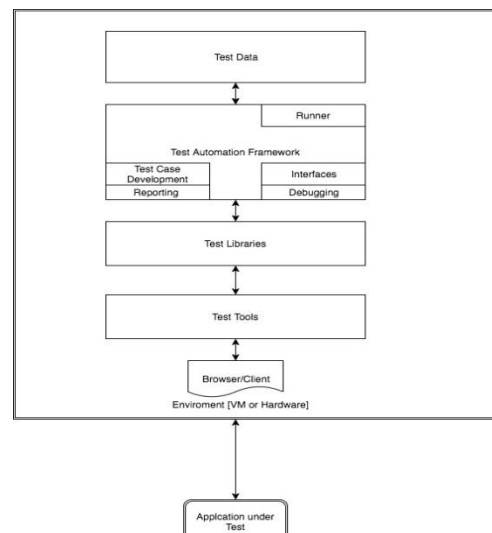 Test Data
Runner
Test Automation Framework
Test Case
Development
Interfaces
Reporting
Debugging
Test Libraries
Test Tools
Browser/Client
Enviroment [VM or Hardware]
Applcation under
Test